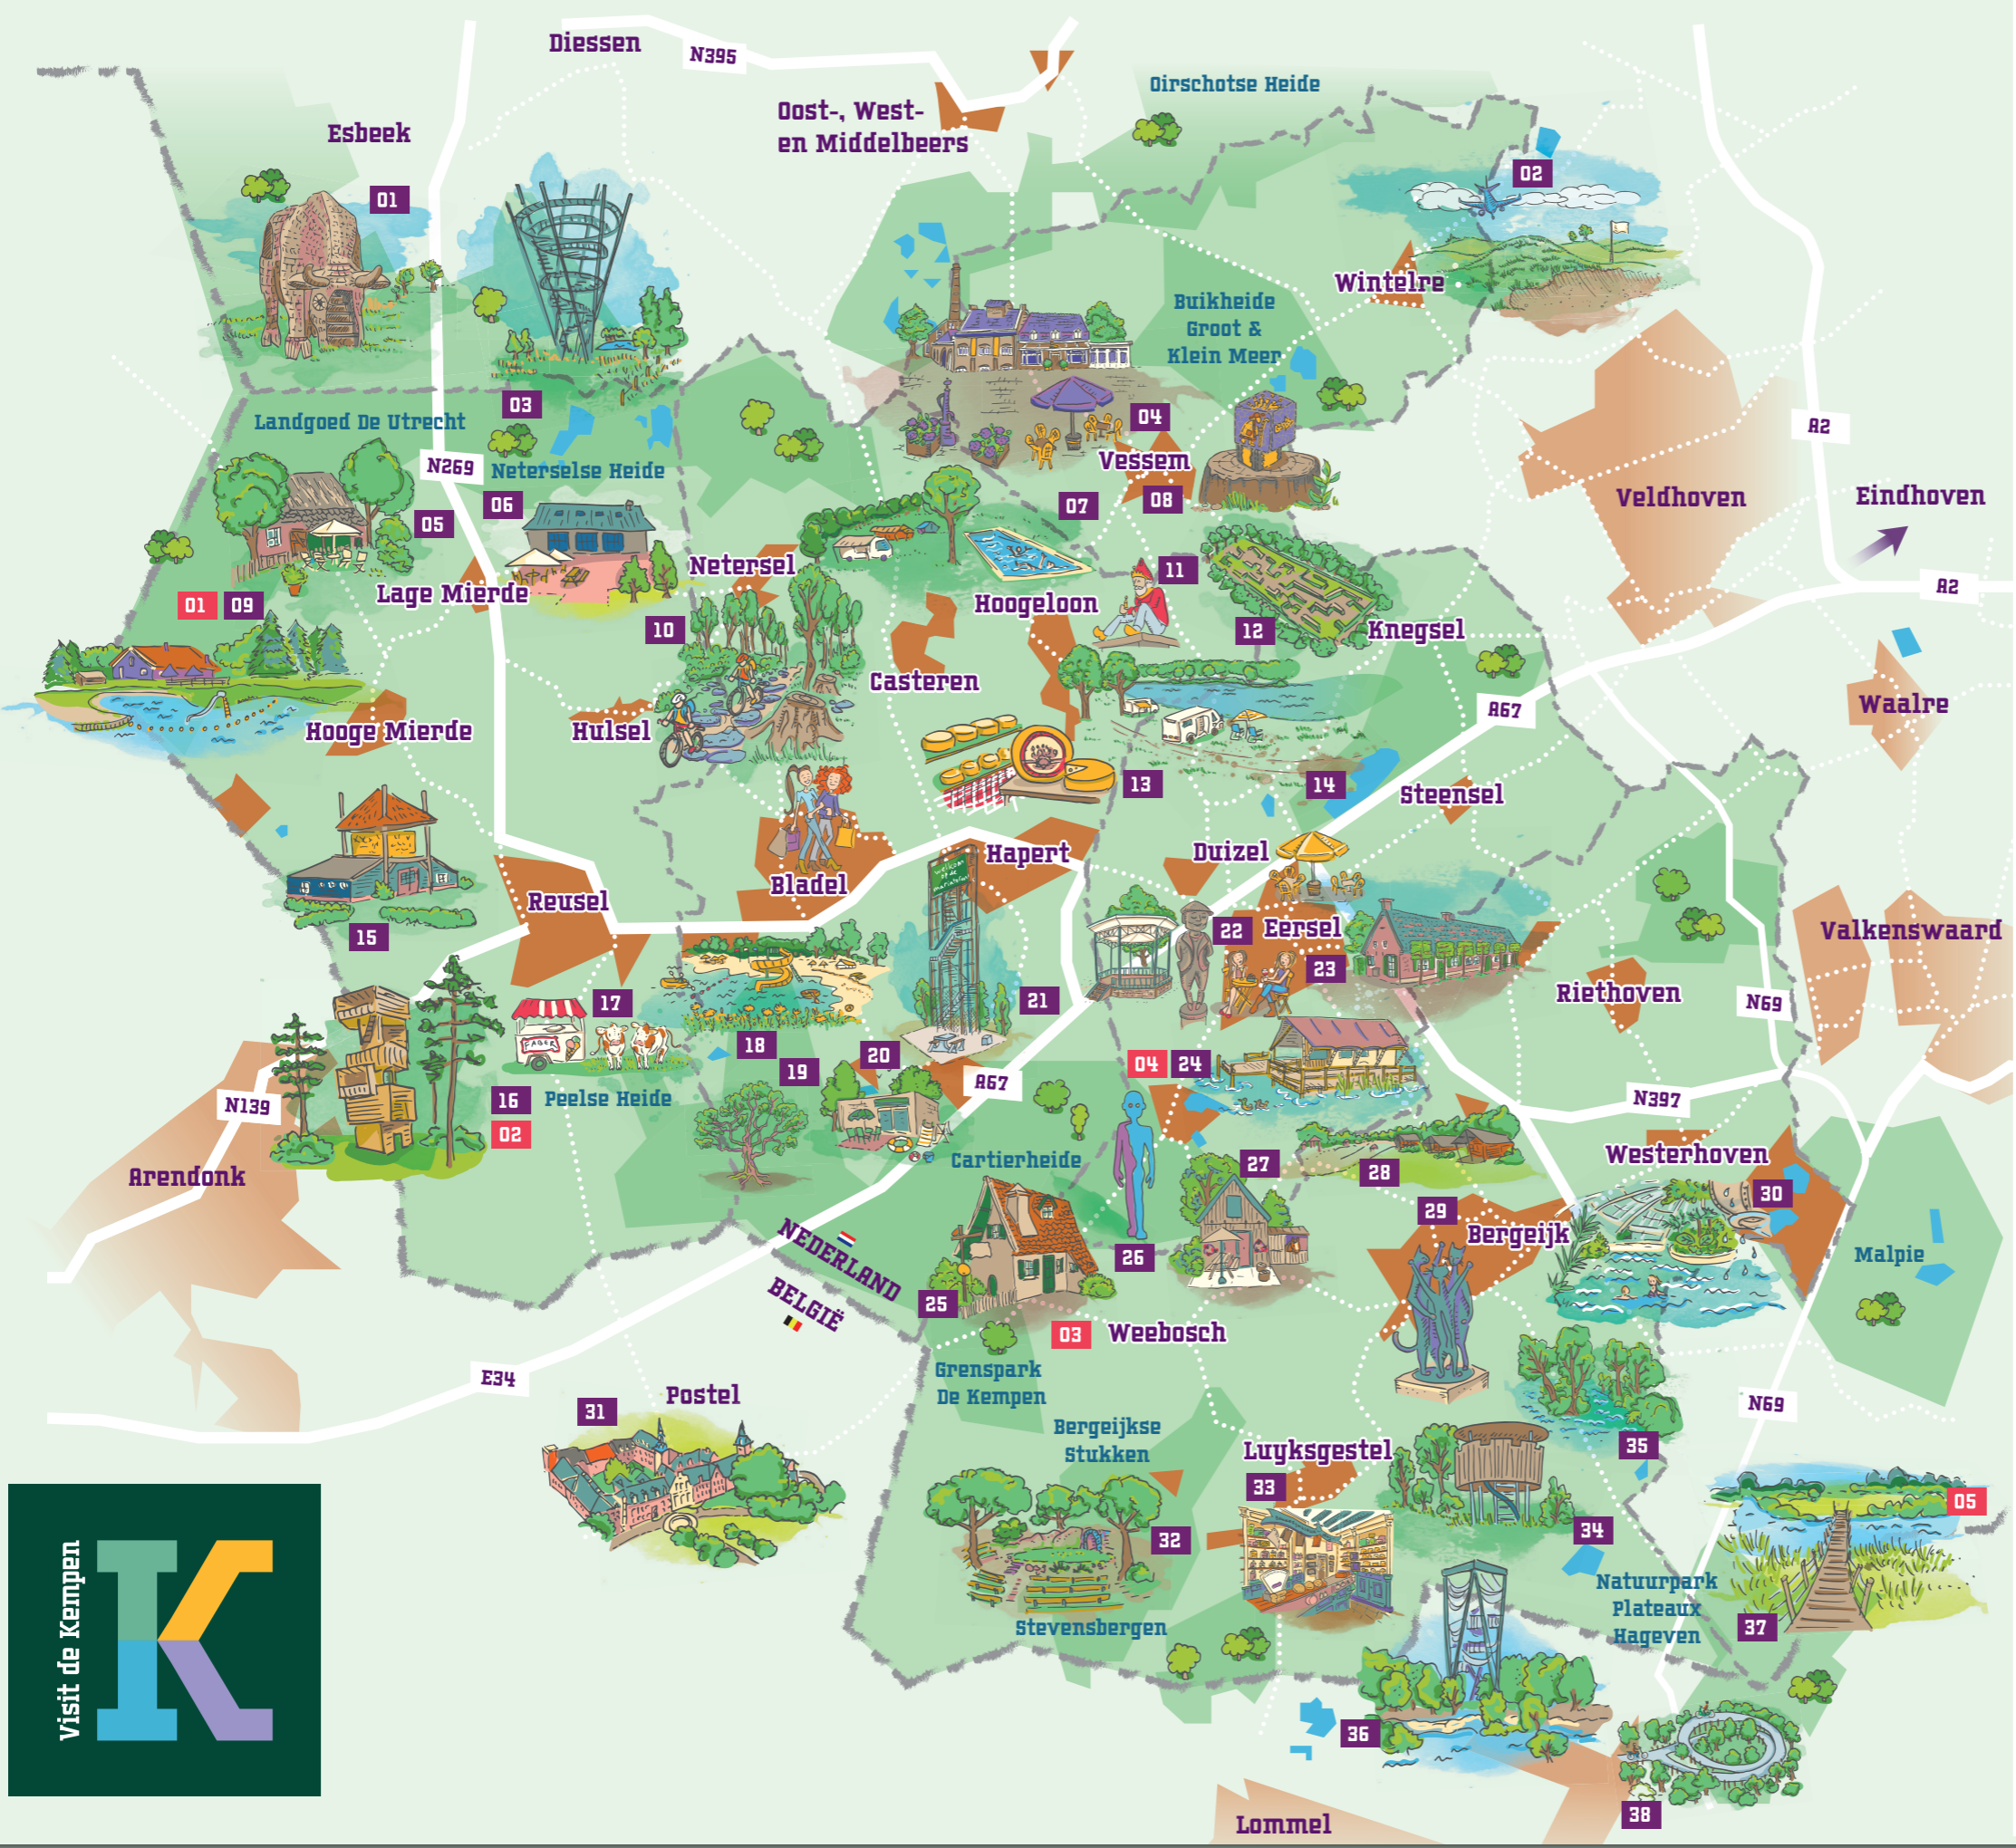 Diessen
N395
Oost-, West-
en Middelbeers
Oirschotse Heide
Esbeek
01
02
Wintelre
Buikheide
Groot &
Klein Meer
03
Landgoed De Utrecht
N269
Neterselse Heide
04
Vessem
A2
Veldhoven
Eindhoven
05
06
07
08
Netersel
Lage Mierde
01
09
10
Hoogeloon
11
12
Knegsel
A2
Hooge Mierde
Hulsel
Casteren
A67
Waalre
13
14
Steensel
Bladel
Hapert
Duizel
welkom
op de
Reusel
15
22
Eersel
23
Valkenswaard
Riethoven
N69
17
21
18
19
20
A67
04
24
N139
16
02
Peelse Heide
Arendonk
Cartierheide
N397
Westerhoven
27
28
29
30
Bergeijk
Malpie
NEDERLAND
BELGIË
25
26
03
Weebosch
Grenspark
De Kempen
E34
Postel
31
N69
Bergeijkse
Stukken
Luyksgestel
33
35
32
34
05
Stevensbergen
Natuurpark
Plateaux
Hageven
37
36
38
Lommel
Visit de Kempen
K